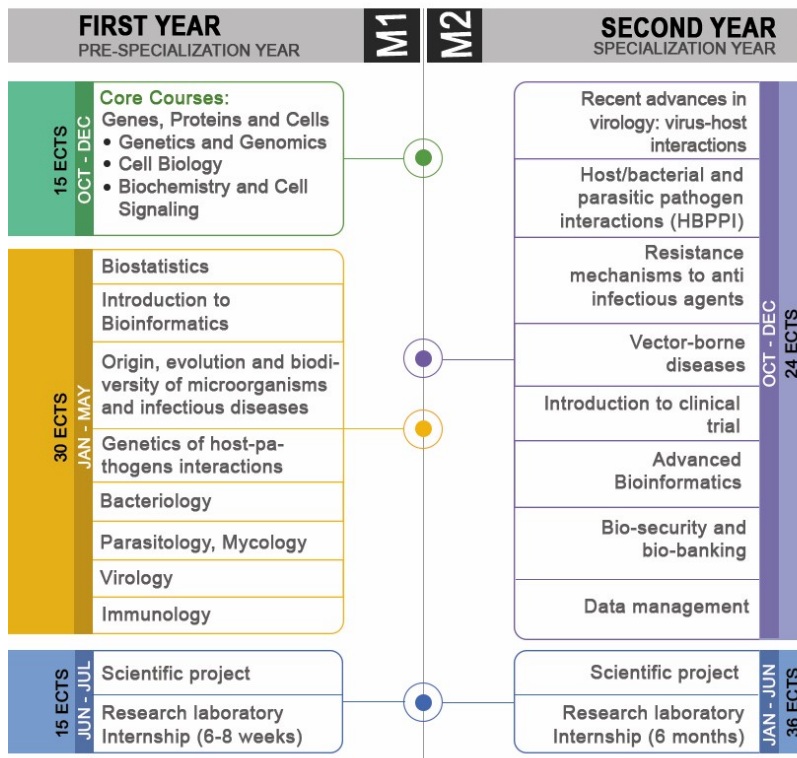 FIRST YEAR
PRE-SPECIALIZATION YEAR
M1
M2
SECOND YEAR
SPECIALIZATION YEAR
15 ECTS
OCT - DEC
Core Courses:
Genes, Proteins and Cells
• Genetics and Genomics
• Cell Biology
• Biochemistry and Cell
Signaling
30 ECTS
JAN - MAY
Biostatistics
Introduction to
Bioinformatics
Origin, evolution and biodi-
versity of microorganisms
and infectious diseases
Genetics of host-pa-
thogens interactions
Bacteriology
Parasitology, Mycology
Virology
Immunology
15 ECTS
JUN - JUL
Scientific project
Research laboratory
Internship (6-8 weeks)
Recent advances in
virology: virus-host
interactions
Host/bacterial and
parasitic pathogen
interactions (HBPPI)
Resistance
mechanisms to anti
infectious agents
Vector-borne
diseases
Introduction to clinical
trial
Advanced
Bioinformatics
Bio-security and
bio-banking
Data management
OCT - DEC
24 ECTS
Scientific project
Research laboratory
Internship (6 months)
JAN - JUN
36 ECTS